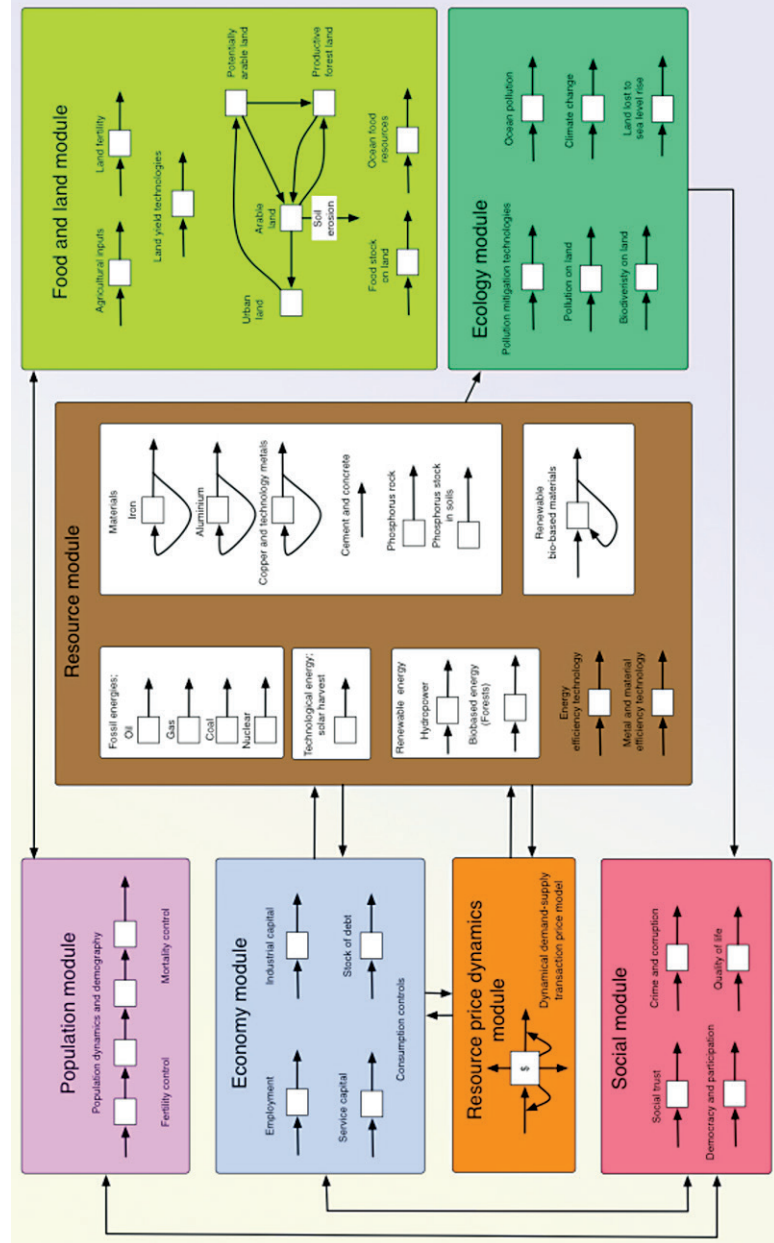 Population module
Population dynamics and demography
Fertility control
Mortality control
Economy module
Employment
Industrial capital
Service capital
Stock of debt
Consumption controls
Resource price dynamics
module
$
Dynamical demand-supply
transaction price model
Social module
Social trust
Crime and corruption
Democracy and participation
Quality of life
Resource module
Fossil energies;
Oil
Gas
Coal
Nuclear
Technological energy;
solar harvest
Renewable energy
Hydropower
Biobased energy
(Forests)
Energy
efficiency technology
Metal and material
efficiency technology
Materials
Iron
Aluminium
Copper and technology metals
Cement and concrete
Phosphorus rock
Phosphorus stock
in soils
Renewable
bio-based materials
Food and land module
Agricultural inputs
Land fertility
Land yield technologies
Urban
land
Arable
land
Potentially
arable land
Productive
forest land
Soil
erosion
Food stock
on land
Ocean food
resources
Ecology module
Pollution mitigation technologies
Ocean pollution
Pollution on land
Climate change
Biodiveristy on land
Land lost to
sea level rise